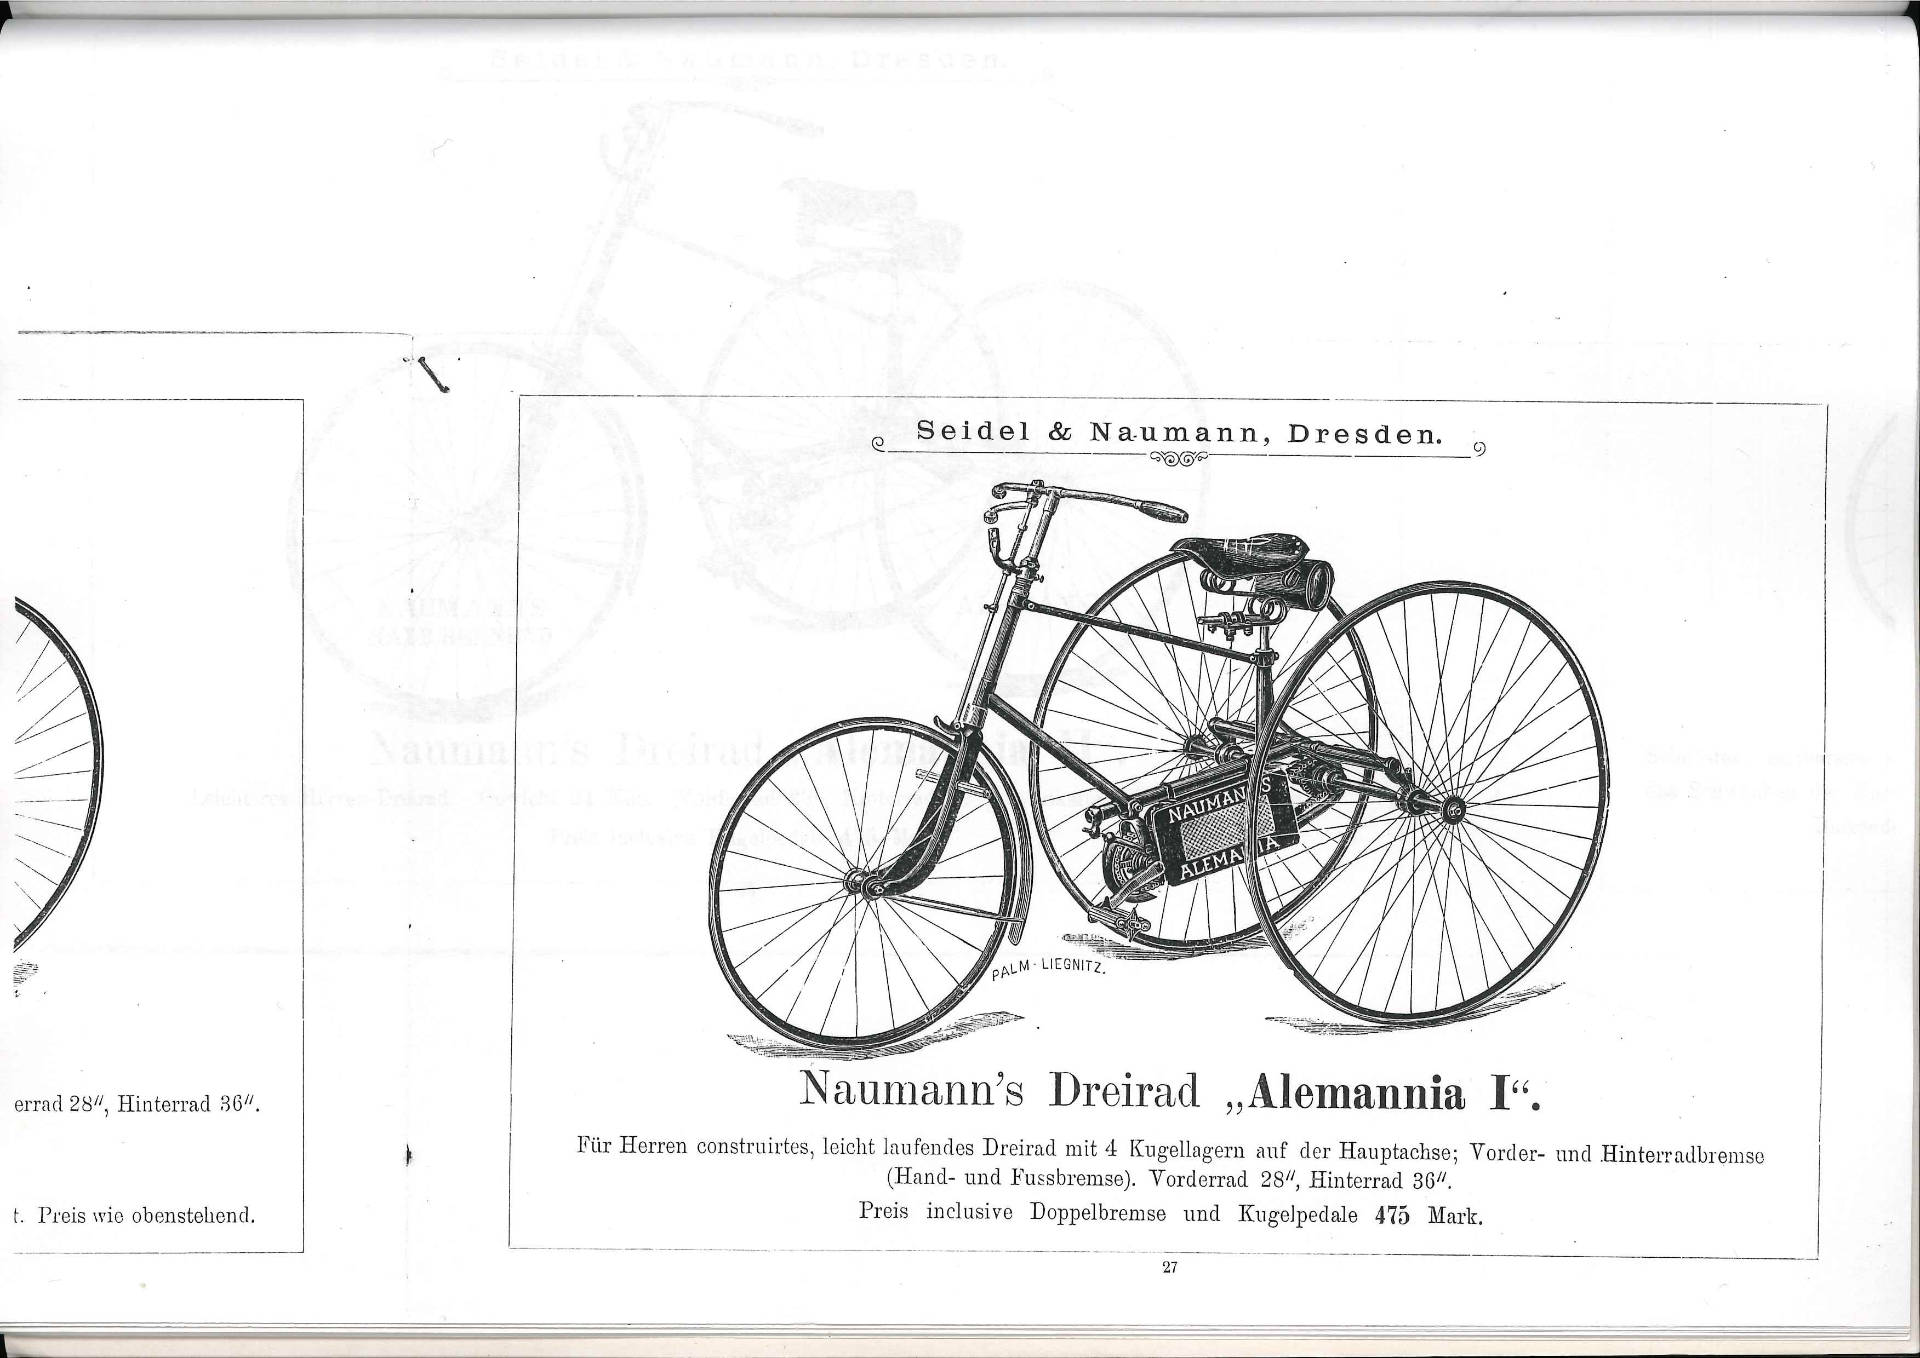 errad 28″, Hinterrad 36″.
t. Preis wie obenstehend.
Seidel & Naumann, Dresden.
NAUMANN'S
ALEMANIA
PALM-LIEGNITZ.
Naumann's Dreirad „Alemannia I“.
Für Herren construirtes, leicht laufendes Dreirad mit 4 Kugellagern auf der Hauptachse; Vorder- und Hinterradbremse
(Hand- und Fussbremse). Vorderrad 28″, Hinterrad 36″.
Preis inclusive Doppelbremse und Kugelpedale 475 Mark.
27